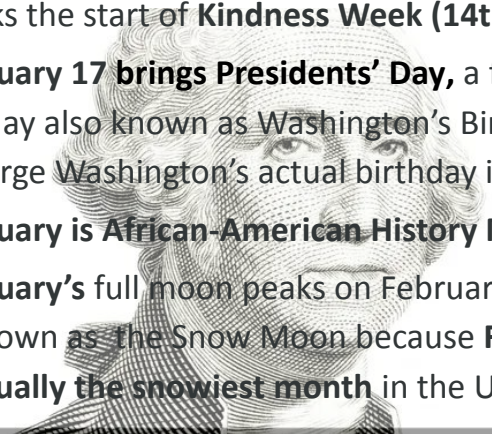 ks the start of Kindness Week (14t
uary 17 brings Presidents’ Day, a f
ay also known as Washington’s Bi
rge Washington’s actual birthday i
uary is African-American History
uary’s full moon peaks on Februar
own as the Snow Moon because F
ually the snowiest month in the U